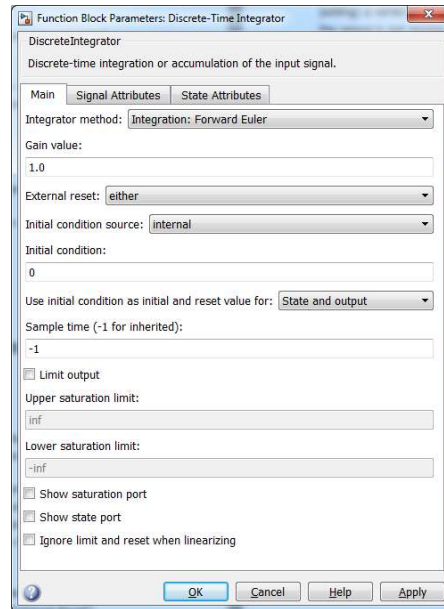 Function Block Parameters: Discrete-Time Integrator
DiscreteIntegrator
Discrete-time integration or accumulation of the input signal.
Main Signal Attributes State Attributes
Integrator method: Integration: Forward Euler
Gain value:
1.0
External reset: either
Initial condition source: internal
Initial condition:
0
Use initial condition as initial and reset value for: State and output
Sample time (-1 for inherited):
-1
Limit output
Upper saturation limit:
inf
Lower saturation limit:
-inf
Show saturation port
Show state port
Ignore limit and reset when linearizing
OK Cancel Help Apply